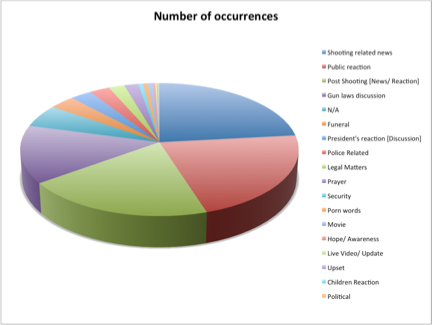 Number of occurrences
Shooting related news
Public reaction
Post Shooting [News/ Reaction]
Gun laws discussion
N/A
Funeral
President's reaction [Discussion]
Police Related
Legal Matters
Prayer
Security
Porn words
Movie
Hope/ Awareness
Live Video/ Update
Upset
Children Reaction
Political